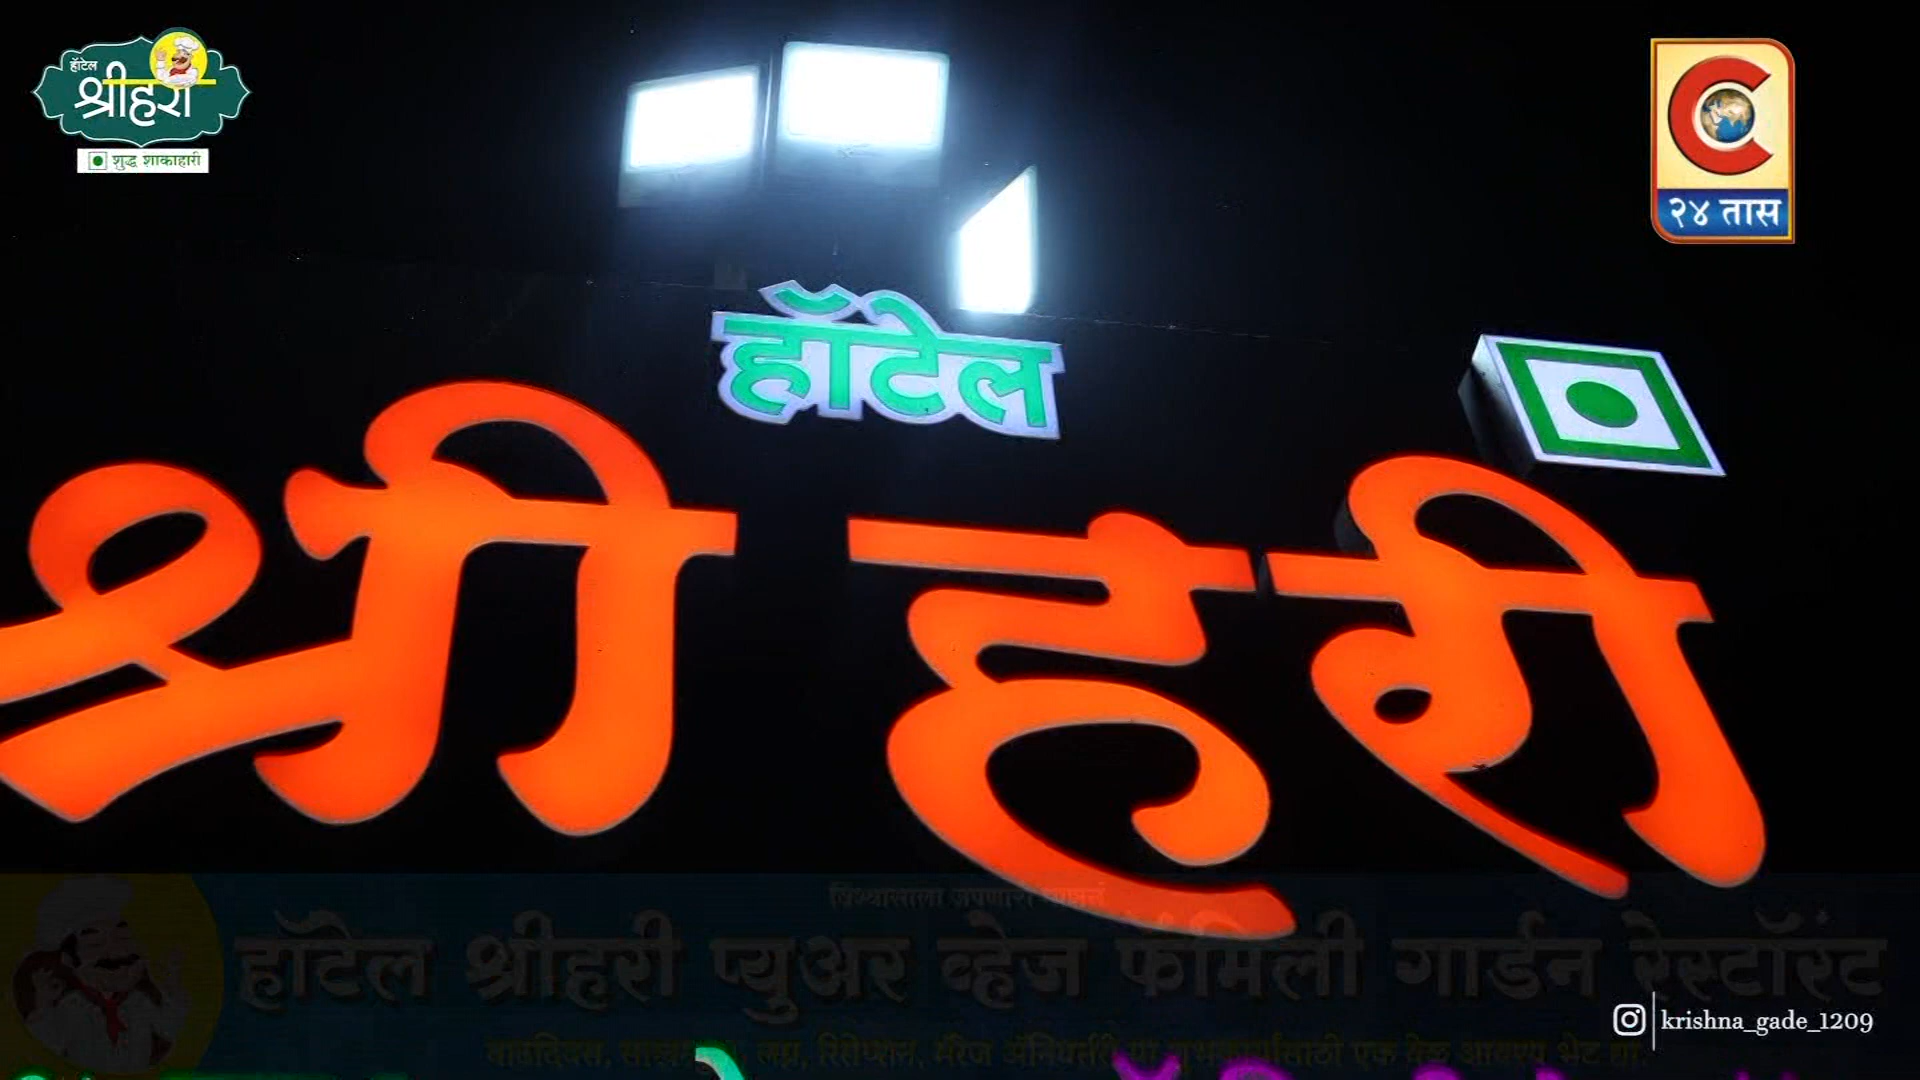 हॉटेल
श्रीहरी
शुद्ध शाकाहारी
C
२४ तास
हॉटेल
श्री हरी
हॉटेल श्रीहरी प्युअर व्हेज फॅमिली गार्डन रेस्टॉरंट
krishna_gade_1209